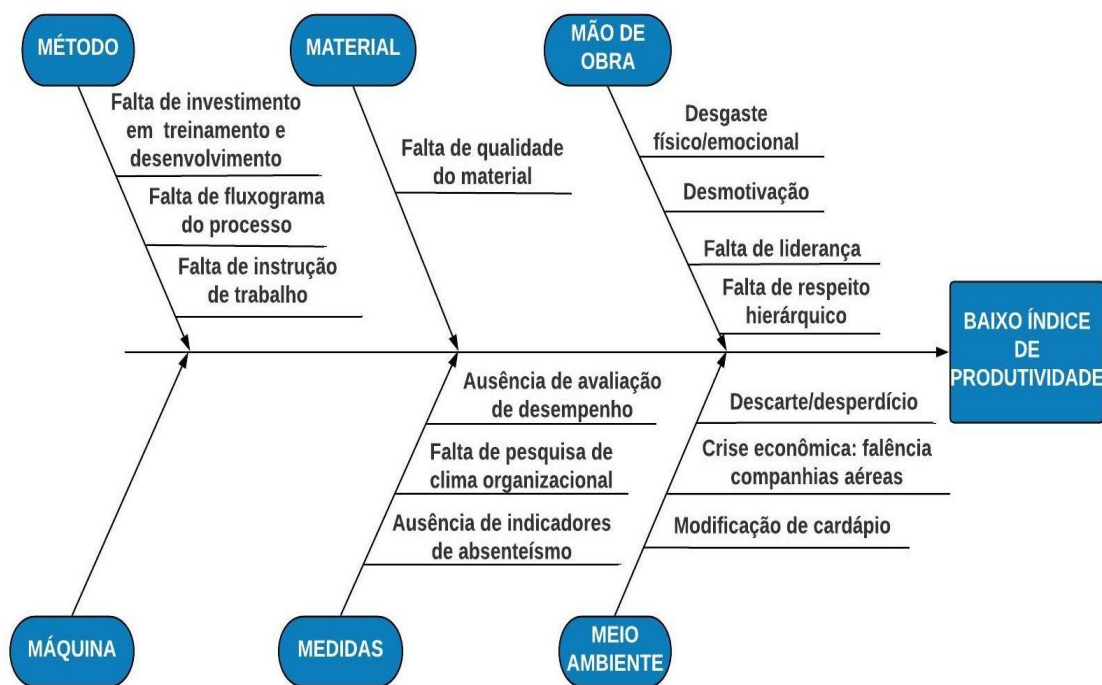 MÉTODO
MATERIAL
MÃO DE
OBRA
Falta de investimento
em treinamento e
desenvolvimento
Falta de fluxograma
do processo
Falta de instrução
de trabalho
Falta de qualidade
do material
Desgaste
físico/emocional
Desmotivação
Falta de liderança
Falta de respeito
hierárquico
BAIXO ÍNDICE
DE
PRODUTIVIDADE
Ausência de avaliação
de desempenho
Falta de pesquisa de
clima organizacional
Ausência de indicadores
de absenteísmo
Descarte/desperdício
Crise econômica: falência
companhias aéreas
Modificação de cardápio
MÁQUINA
MEDIDAS
MEIO
AMBIENTE